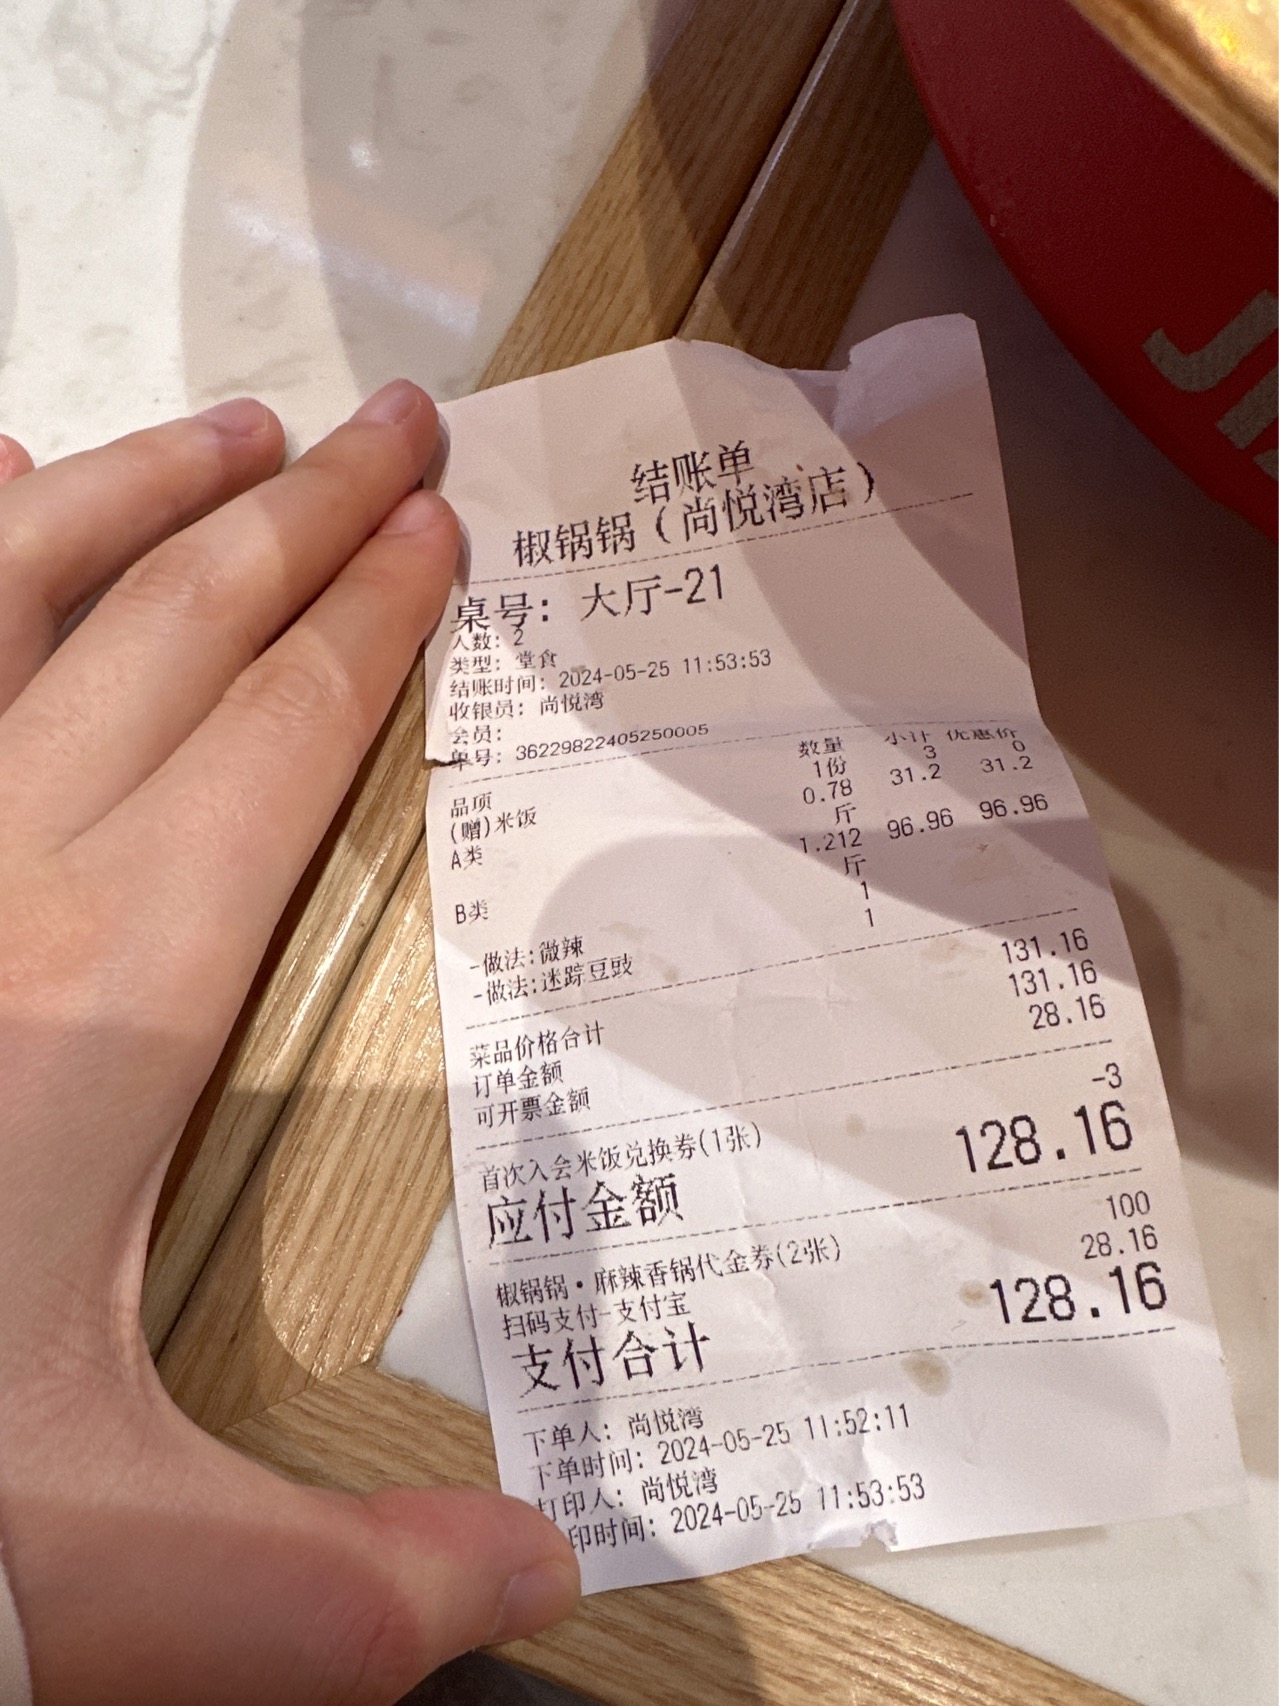 结账单
椒锅锅(尚悦湾店)
桌号: 大厅-21
人数: 2
类型: 堂食
结账时间: 2024-05-25 11:53:53
收银员: 尚悦湾
会员:
单号: 36229822405250005
品项 数量 小计 优惠价
(赠)米饭 1份 3 0
A类 0.78 31.2 31.2
斤
B类 1.212 96.96 96.96
斤
-做法:微辣 1
-做法:迷踪豆豉 1
菜品价格合计 131.16
订单金额 131.16
可开票金额 28.16
首次入会米饭兑换券(1张) -3
应付金额 128.16
椒锅锅·麻辣香锅代金券(2张) 100
扫码支付-支付宝 28.16
支付合计 128.16
下单人: 尚悦湾
下单时间: 2024-05-25 11:52:11
打印人: 尚悦湾
印时间: 2024-05-25 11:53:53